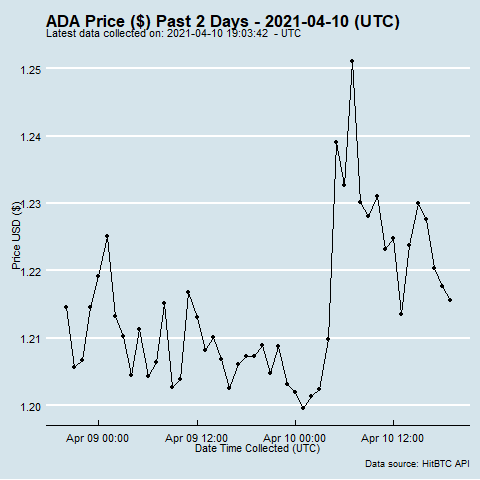 ADA Price ($) Past 2 Days - 2021-04-10 (UTC)
Latest data collected on: 2021-04-10 19:03:42 - UTC
1.25
1.24
1.23
1.22
1.21
1.20
Price USD ($)
Apr 09 00:00
Apr 09 12:00
Apr 10 00:00
Apr 10 12:00
Date Time Collected (UTC)
Data source: HitBTC API